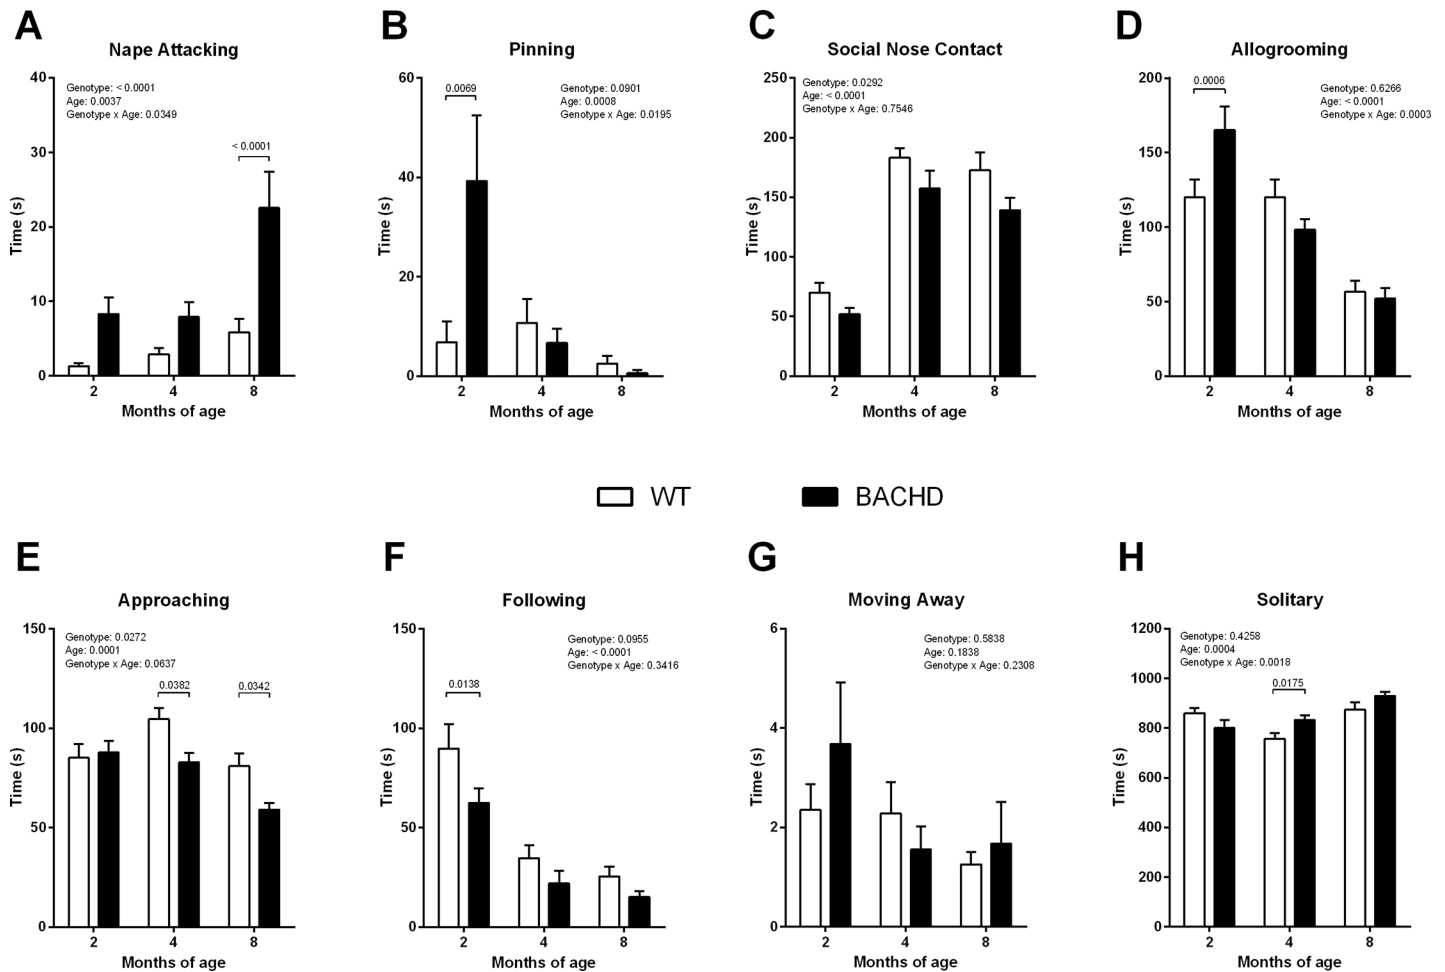 A
Nape Attacking
Genotype: < 0.0001
Age: 0.0037
Genotype x Age: 0.0349
< 0.0001
40
30
20
10
0
Time (s)
2 4 8
Months of age
B
Pinning
0.0069
Genotype: 0.0901
Age: 0.0008
Genotype x Age: 0.0195
60
40
20
0
Time (s)
2 4 8
Months of age
C
Social Nose Contact
Genotype: 0.0292
Age: < 0.0001
Genotype x Age: 0.7546
250
200
150
100
50
0
Time (s)
2 4 8
Months of age
D
Allogrooming
0.0006
Genotype: 0.6266
Age: < 0.0001
Genotype x Age: 0.0003
200
150
100
50
0
Time (s)
2 4 8
Months of age
WT
BACHD
E
Approaching
Genotype: 0.0272
Age: 0.0001
Genotype x Age: 0.0637
0.0382
0.0342
150
100
50
0
Time (s)
2 4 8
Months of age
F
Following
Genotype: 0.0955
Age: < 0.0001
Genotype x Age: 0.3416
0.0138
150
100
50
0
Time (s)
2 4 8
Months of age
G
Moving Away
Genotype: 0.5838
Age: 0.1838
Genotype x Age: 0.2308
6
4
2
0
Time (s)
2 4 8
Months of age
H
Solitary
Genotype: 0.4258
Age: 0.0004
Genotype x Age: 0.0018
0.0175
1200
1000
800
600
400
200
0
Time (s)
2 4 8
Months of age